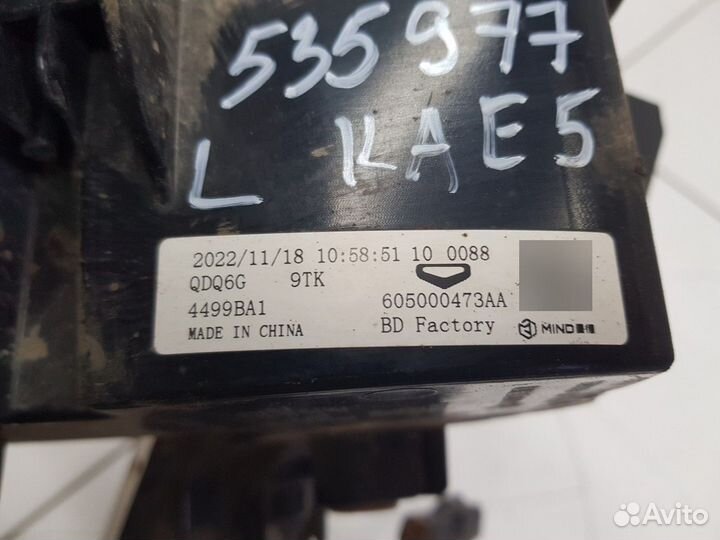 535977
L KAE5
2022/11/18 10:58:51 10 0088
QDQ6G 9TK
4499BA1 605000473AA
MADE IN CHINA BD Factory MIND
Avito